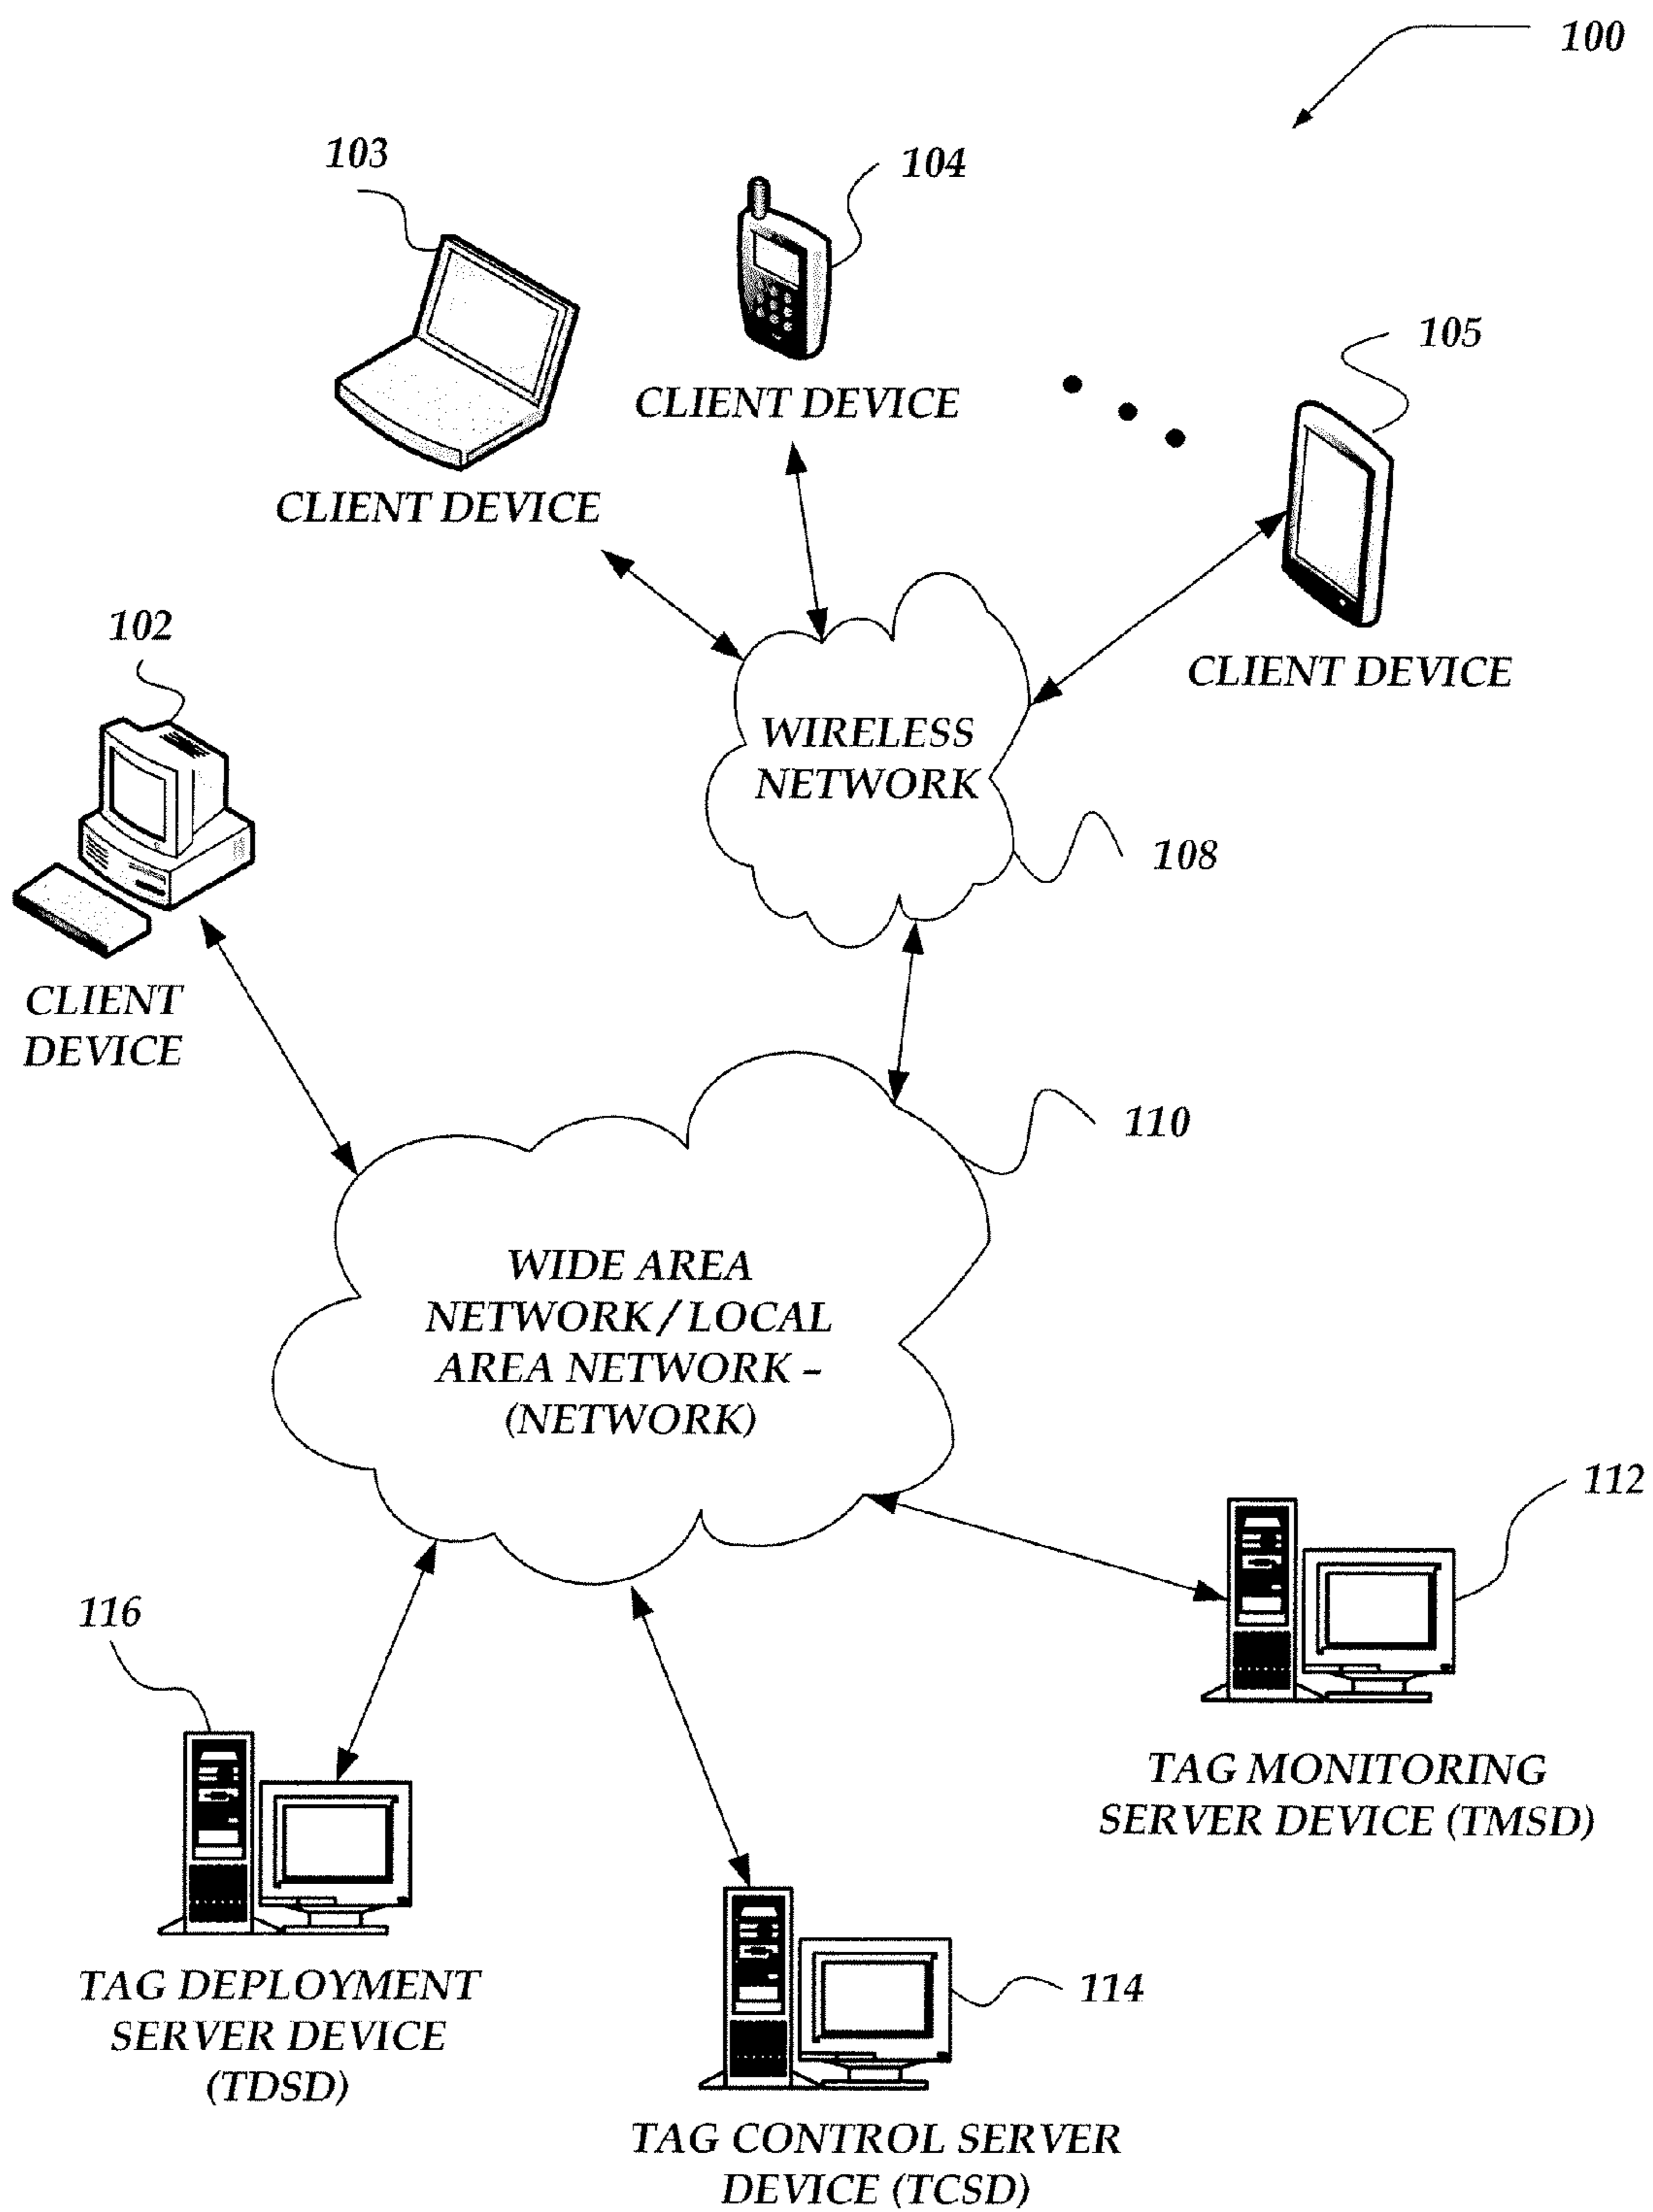 100
103
104
CLIENT DEVICE
105
CLIENT DEVICE
CLIENT DEVICE
102
WIRELESS
NETWORK
108
CLIENT
DEVICE
110
WIDE AREA
NETWORK / LOCAL
AREA NETWORK –
(NETWORK)
112
116
TAG MONITORING
SERVER DEVICE (TMSD)
TAG DEPLOYMENT
SERVER DEVICE
(TDSD)
114
TAG CONTROL SERVER
DEVICE (TCSD)